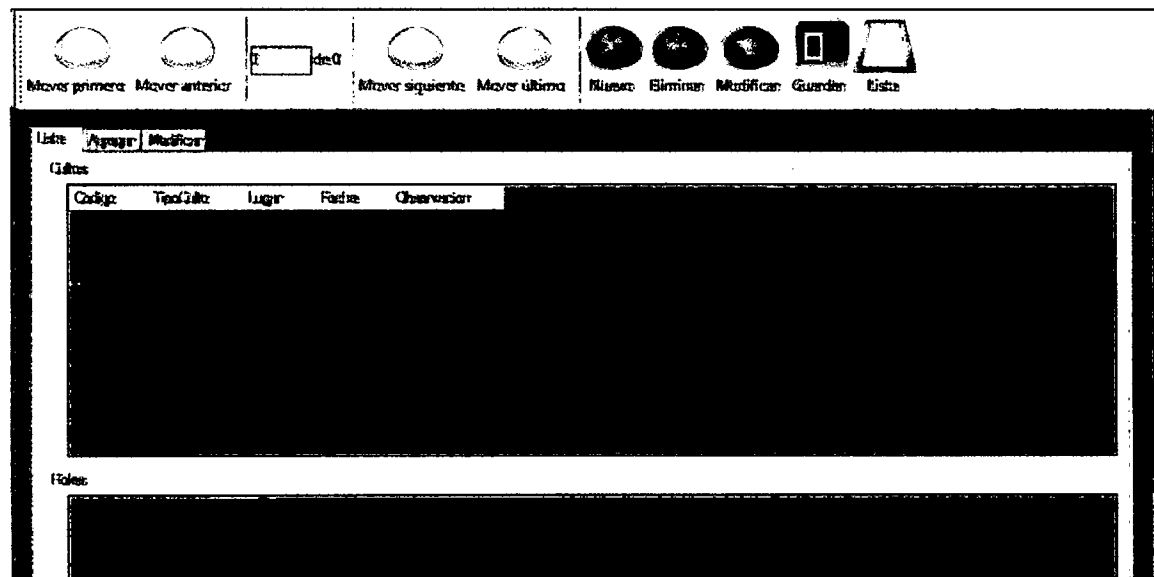 0 de 0
Mover primero Mover anterior Mover siguiente Mover último Nuevo Eliminar Modificar Guardar Lista
Lista Agregar Modificar
Cultos
Codigo TipoCulto Lugar Fecha Observacion
Roles